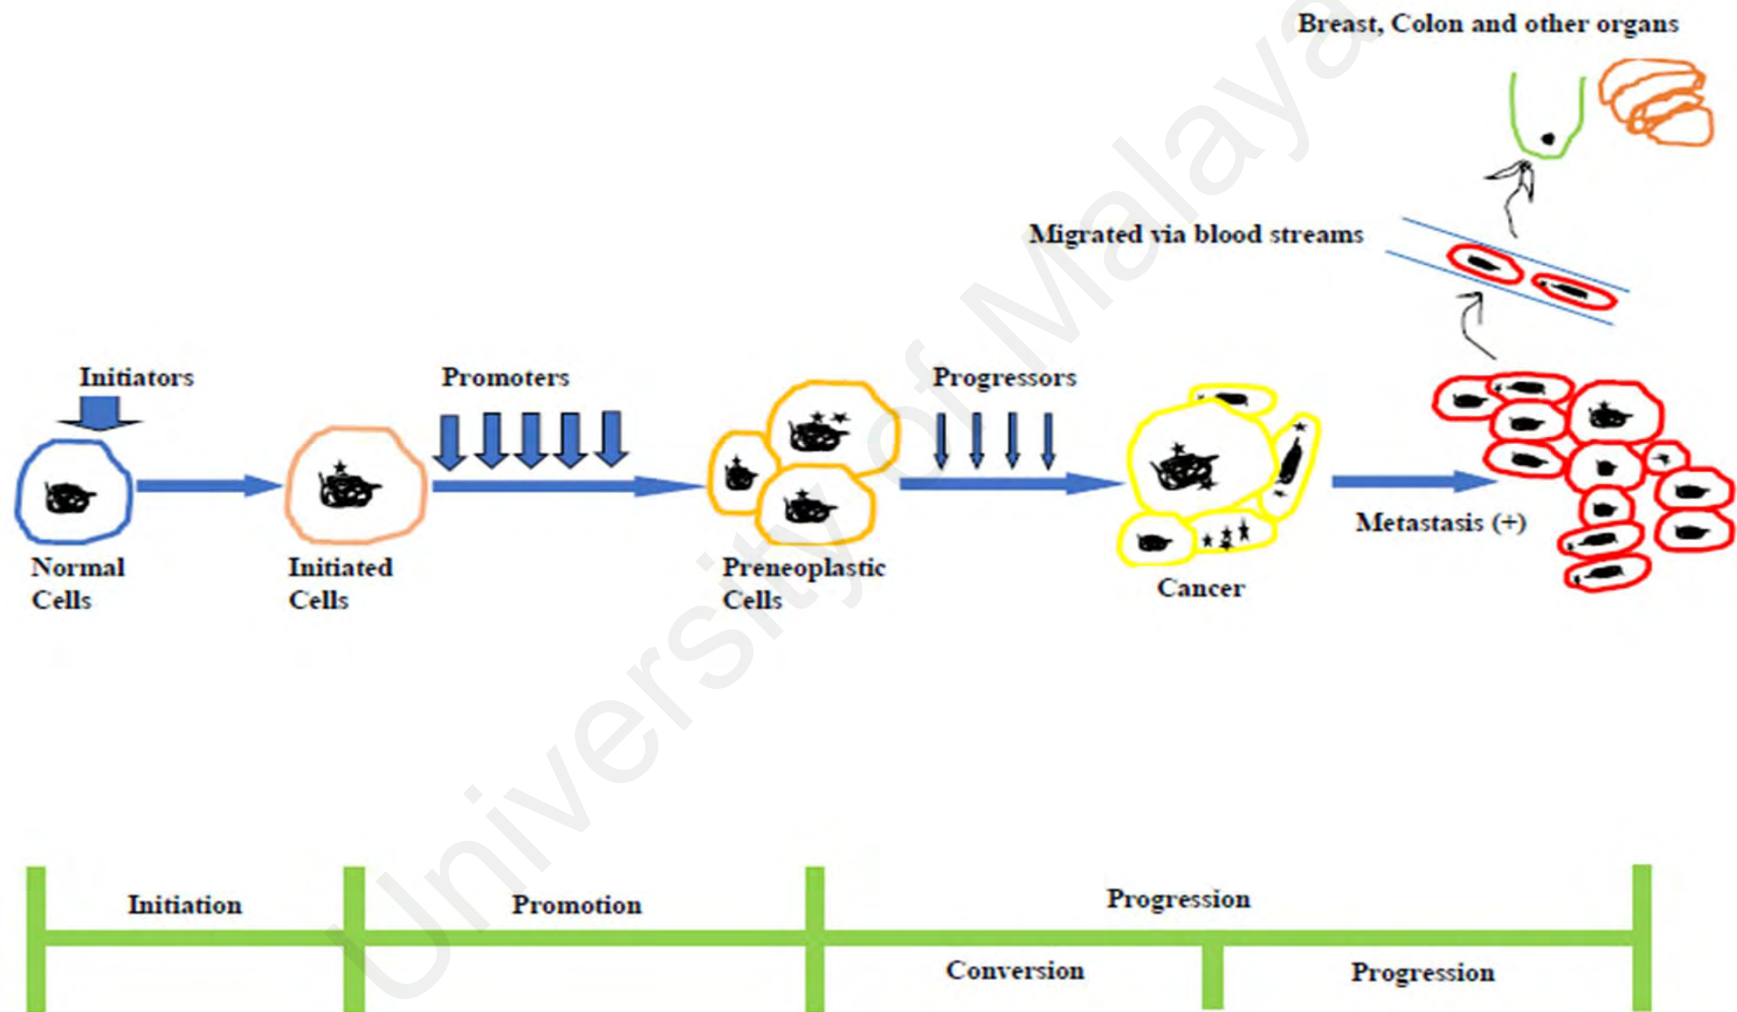 Breast, Colon and other organs
Migrated via blood streams
Initiators
Promoters
Progressors
Metastasis (+)
Normal
Cells
Initiated
Cells
Preneoplastic
Cells
Cancer
Initiation
Promotion
Progression
Conversion
Progression
University of Malaya